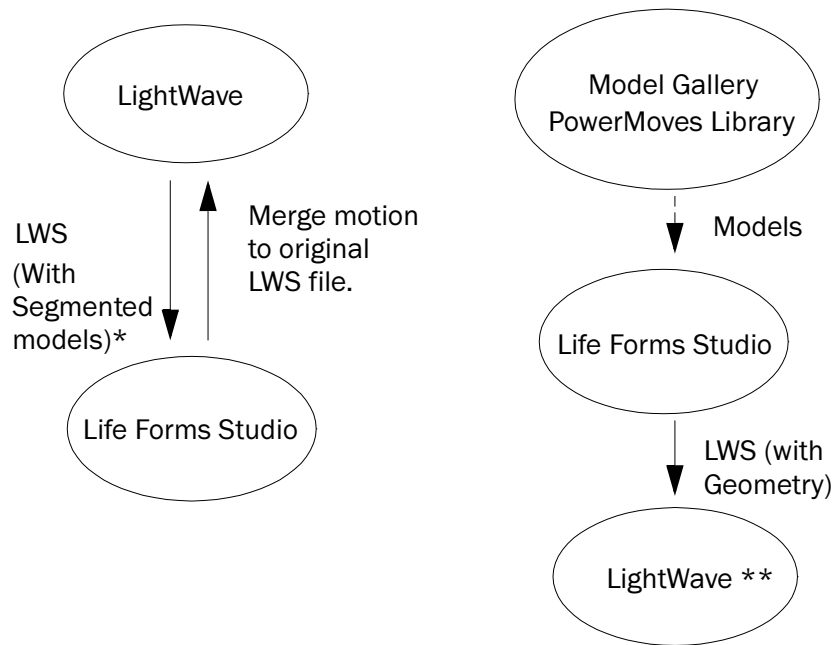 LightWave
LWS
(With
Segmented
models)*
Merge motion
to original
LWS file.
Life Forms Studio
Model Gallery
PowerMoves Library
Models
Life Forms Studio
LWS (with
Geometry)
LightWave **